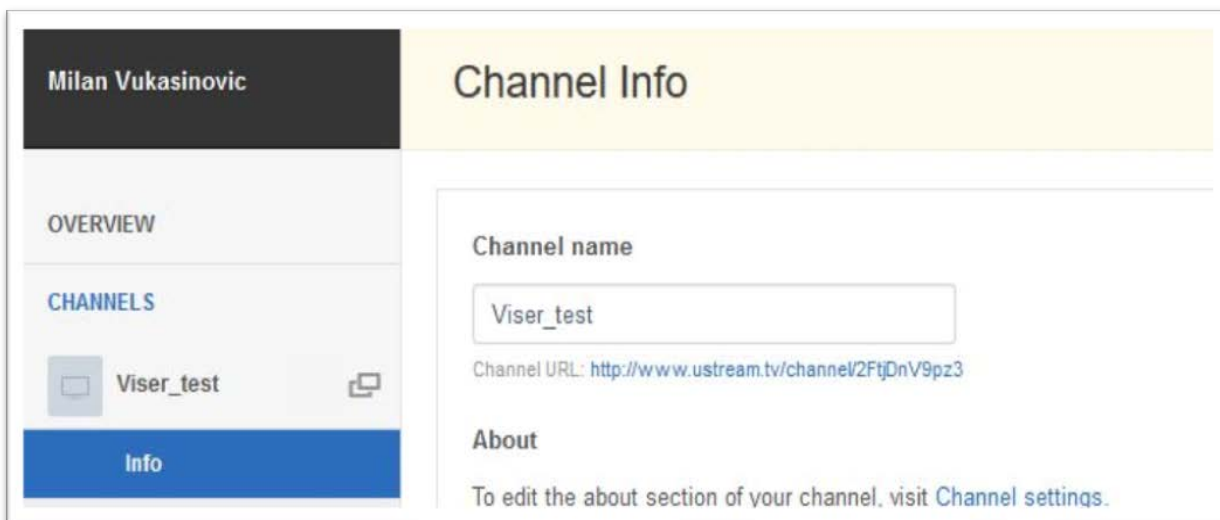 Milan Vukasinovic
Channel Info
OVERVIEW
CHANNELS
Viser_test
Info
Channel name
Viser_test
Channel URL: http://www.ustream.tv/channel/2FtjDnV9pz3
About
To edit the about section of your channel, visit Channel settings.